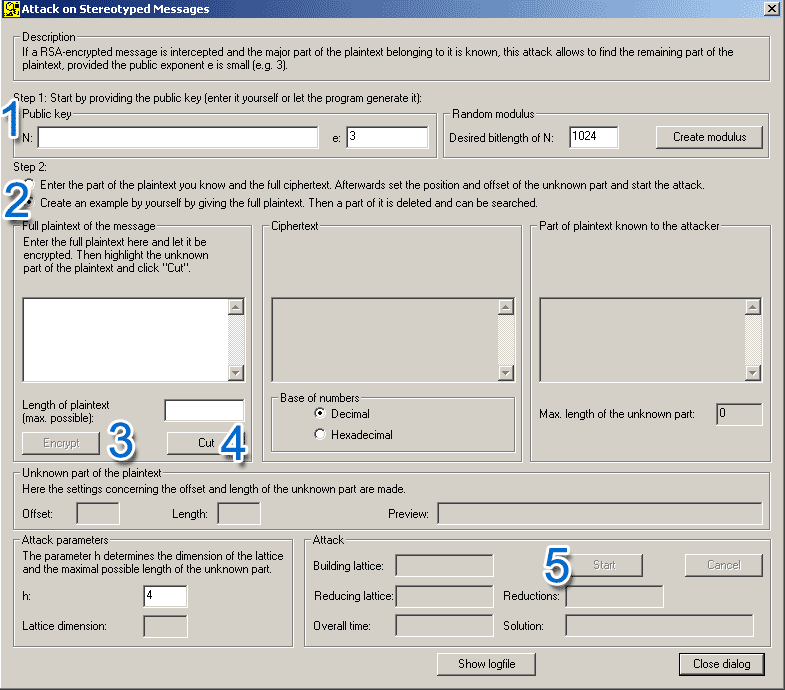 Attack on Stereotyped Messages
Description
If a RSA-encrypted message is intercepted and the major part of the plaintext belonging to it is known, this attack allows to find the remaining part of the
plaintext, provided the public exponent e is small (e.g. 3).
Step 1: Start by providing the public key (enter it yourself or let the program generate it):
1
Public key
N:
e: 3
Random modulus
Desired bitlength of N: 1024
Create modulus
Step 2:
2
Enter the part of the plaintext you know and the full ciphertext. Afterwards set the position and offset of the unknown part and start the attack.
Create an example by yourself by giving the full plaintext. Then a part of it is deleted and can be searched.
Full plaintext of the message
Enter the full plaintext here and let it be
encrypted. Then highlight the unknown
part of the plaintext and click "Cut".
Length of plaintext
(max. possible):
Encrypt
3
Cut
4
Ciphertext
Base of numbers
Decimal
Hexadecimal
Part of plaintext known to the attacker
Max. length of the unknown part: 0
Unknown part of the plaintext
Here the settings concerning the offset and length of the unknown part are made.
Offset: Length: Preview:
Attack parameters
The parameter h determines the dimension of the lattice
and the maximal possible length of the unknown part.
h: 4
Lattice dimension:
Attack
Building lattice:
5
Start
Cancel
Reducing lattice: Reductions:
Overall time: Solution:
Show logfile
Close dialog